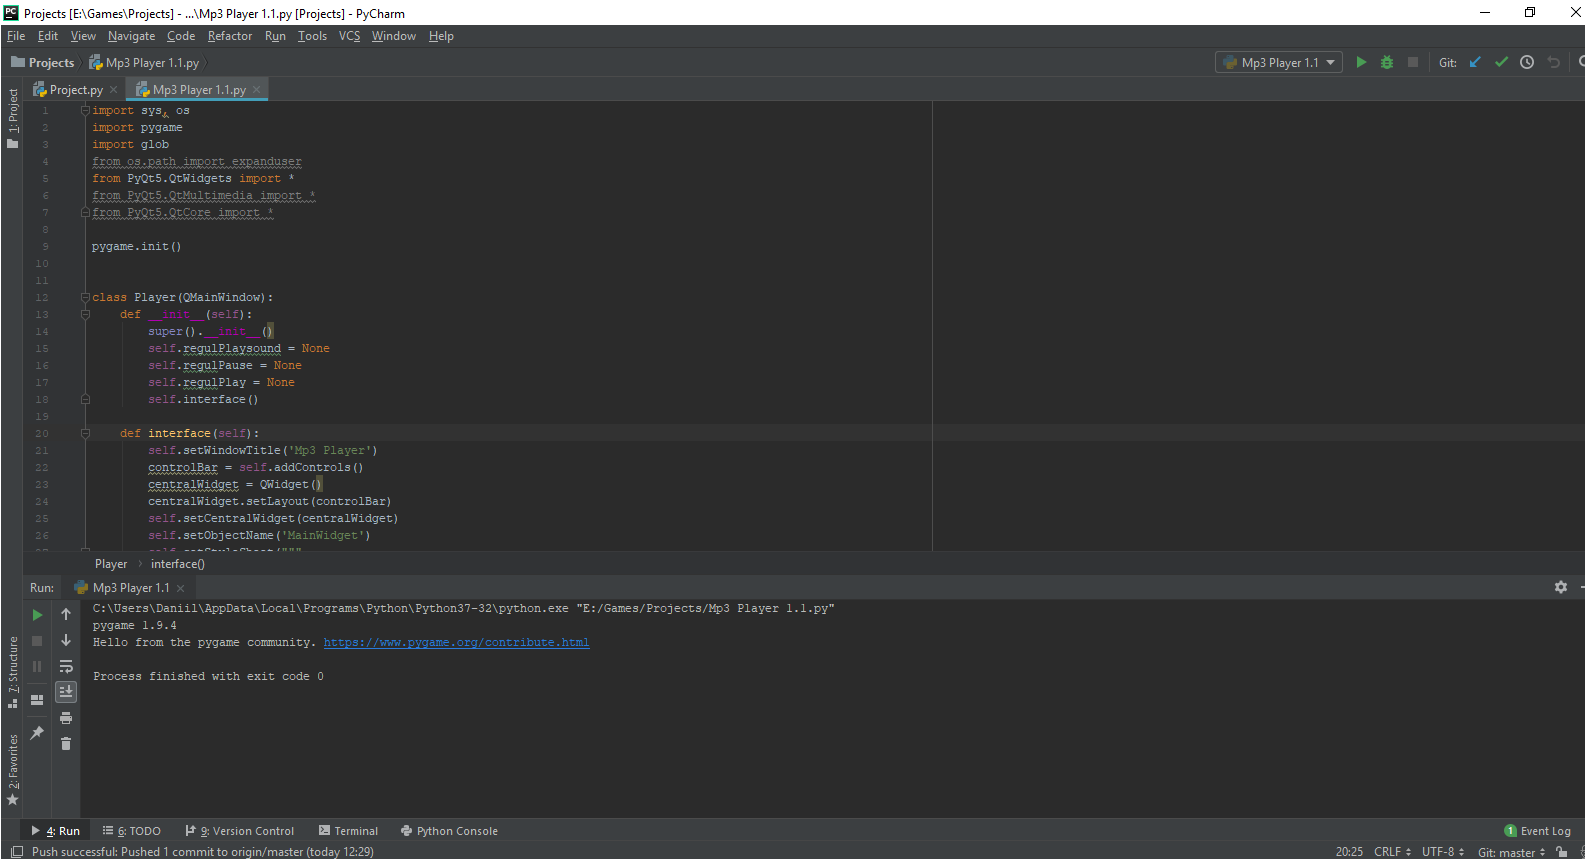 PC Projects [E:\Games\Projects] - ...\Mp3 Player 1.1.py [Projects] - PyCharm
File Edit View Navigate Code Refactor Run Tools VCS Window Help
Projects Mp3 Player 1.1.py Mp3 Player 1.1 Git:
1: Project
Project.py Mp3 Player 1.1.py
1 import sys, os
2 import pygame
3 import glob
4 from os.path import expanduser
5 from PyQt5.QtWidgets import *
6 from PyQt5.QtMultimedia import *
7 from PyQt5.QtCore import *
8
9 pygame.init()
10
11
12 class Player(QMainWindow):
13 def __init__(self):
14 super().__init__()
15 self.regulPlaysound = None
16 self.regulPause = None
17 self.regulPlay = None
18 self.interface()
19
20 def interface(self):
21 self.setWindowTitle('Mp3 Player')
22 controlBar = self.addControls()
23 centralWidget = QWidget()
24 centralWidget.setLayout(controlBar)
25 self.setCentralWidget(centralWidget)
26 self.setObjectName('MainWidget')
27 self.setStyleSheet("""
Player interface()
Run: Mp3 Player 1.1
C:\Users\Daniil\AppData\Local\Programs\Python\Python37-32\python.exe "E:/Games/Projects/Mp3 Player 1.1.py"
pygame 1.9.4
Hello from the pygame community. https://www.pygame.org/contribute.html
Process finished with exit code 0
7: Structure
2: Favorites
4: Run 6: TODO 9: Version Control Terminal Python Console 1 Event Log
Push successful: Pushed 1 commit to origin/master (today 12:29) 20:25 CRLF UTF-8 Git: master